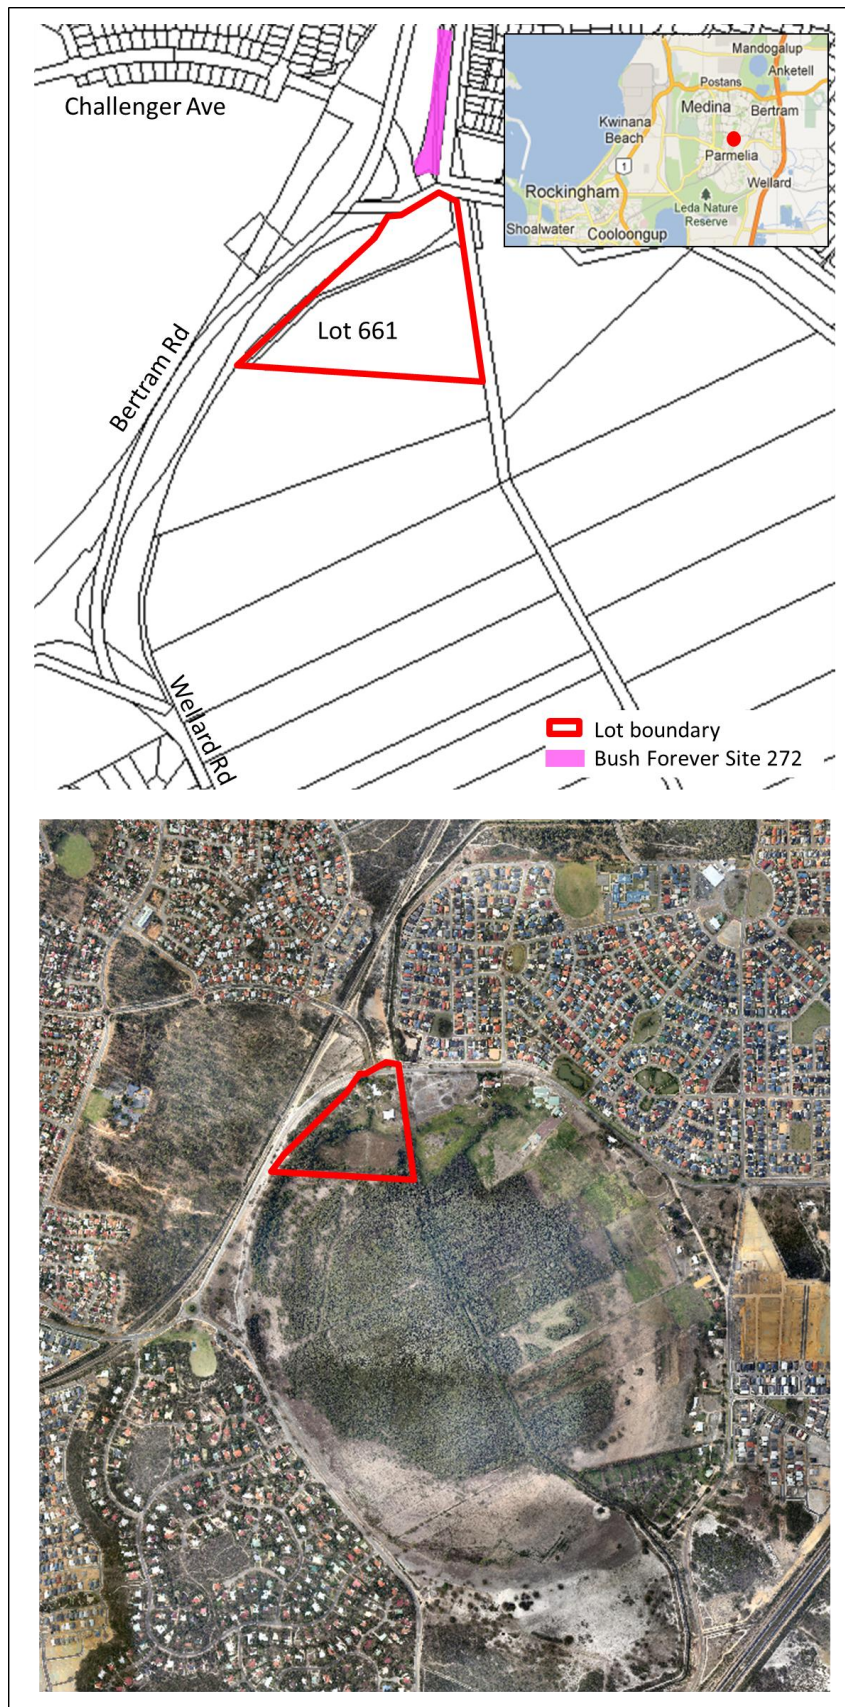 Challenger Ave
Mandogalup
Anketell
Postans
Medina
Bertram
Kwinana
Beach
1
Parmelia
Wellard
Rockingham
Leda Nature
Reserve
Shoalwater
Cooloongup
Lot 661
Bertram Rd
Wellard Rd
Lot boundary
Bush Forever Site 272